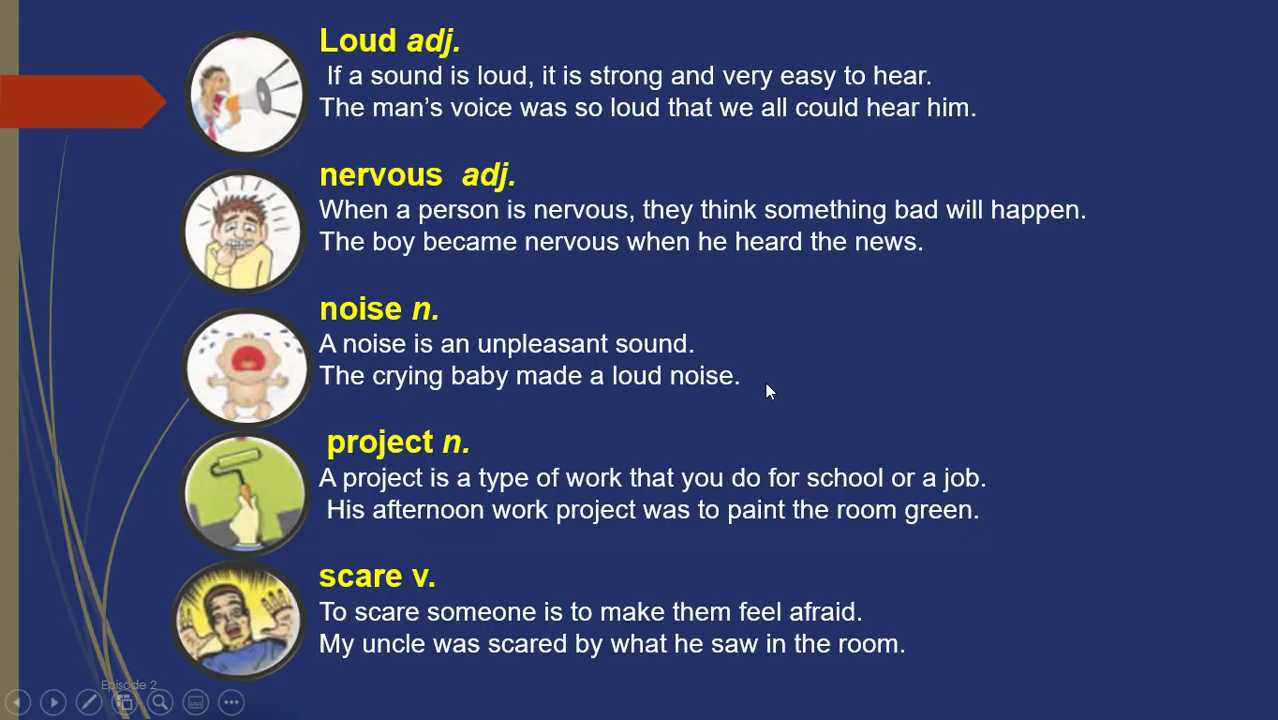 Loud adj.
If a sound is loud, it is strong and very easy to hear.
The man’s voice was so loud that we all could hear him.
nervous adj.
When a person is nervous, they think something bad will happen.
The boy became nervous when he heard the news.
noise n.
A noise is an unpleasant sound.
The crying baby made a loud noise.
project n.
A project is a type of work that you do for school or a job.
His afternoon work project was to paint the room green.
scare v.
To scare someone is to make them feel afraid.
My uncle was scared by what he saw in the room.
Episode 2